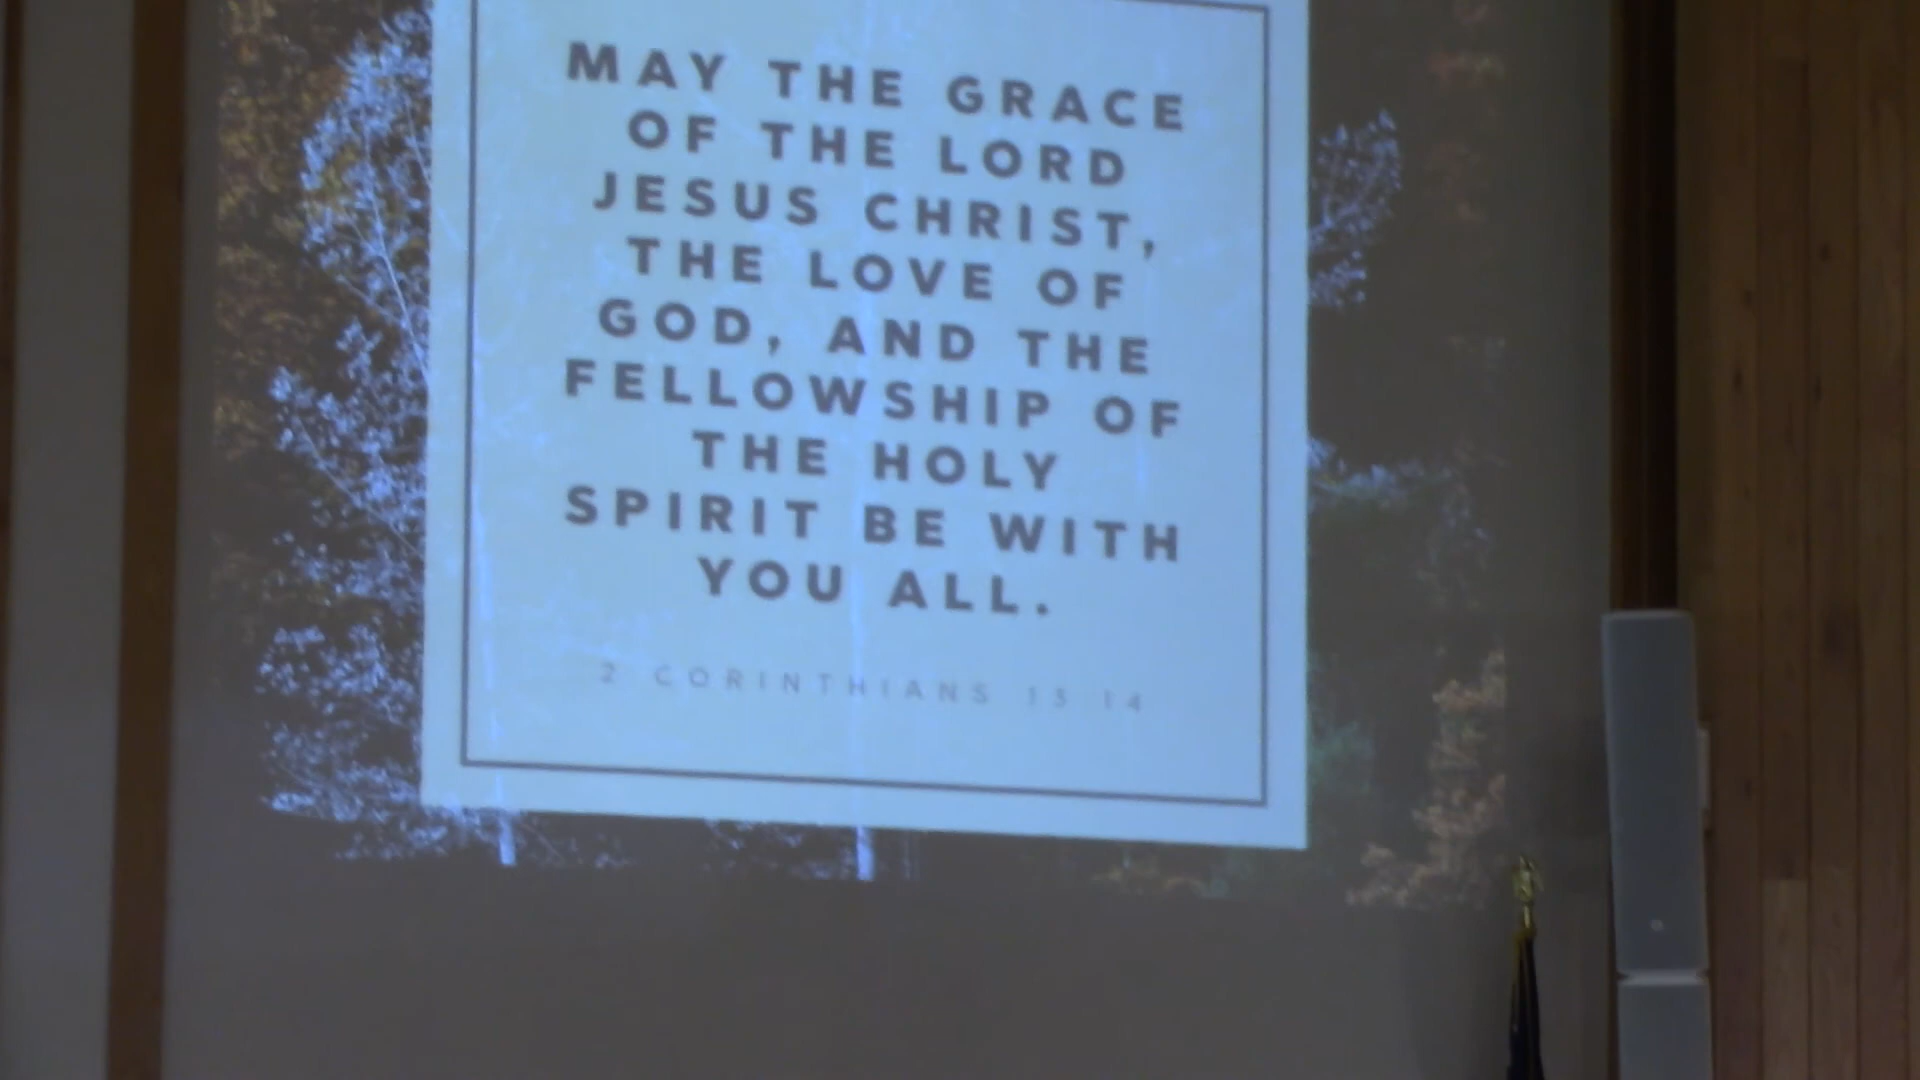 MAY THE GRACE
OF THE LORD
JESUS CHRIST,
THE LOVE OF
GOD, AND THE
FELLOWSHIP OF
THE HOLY
SPIRIT BE WITH
YOU ALL.
2 CORINTHIANS 13 14